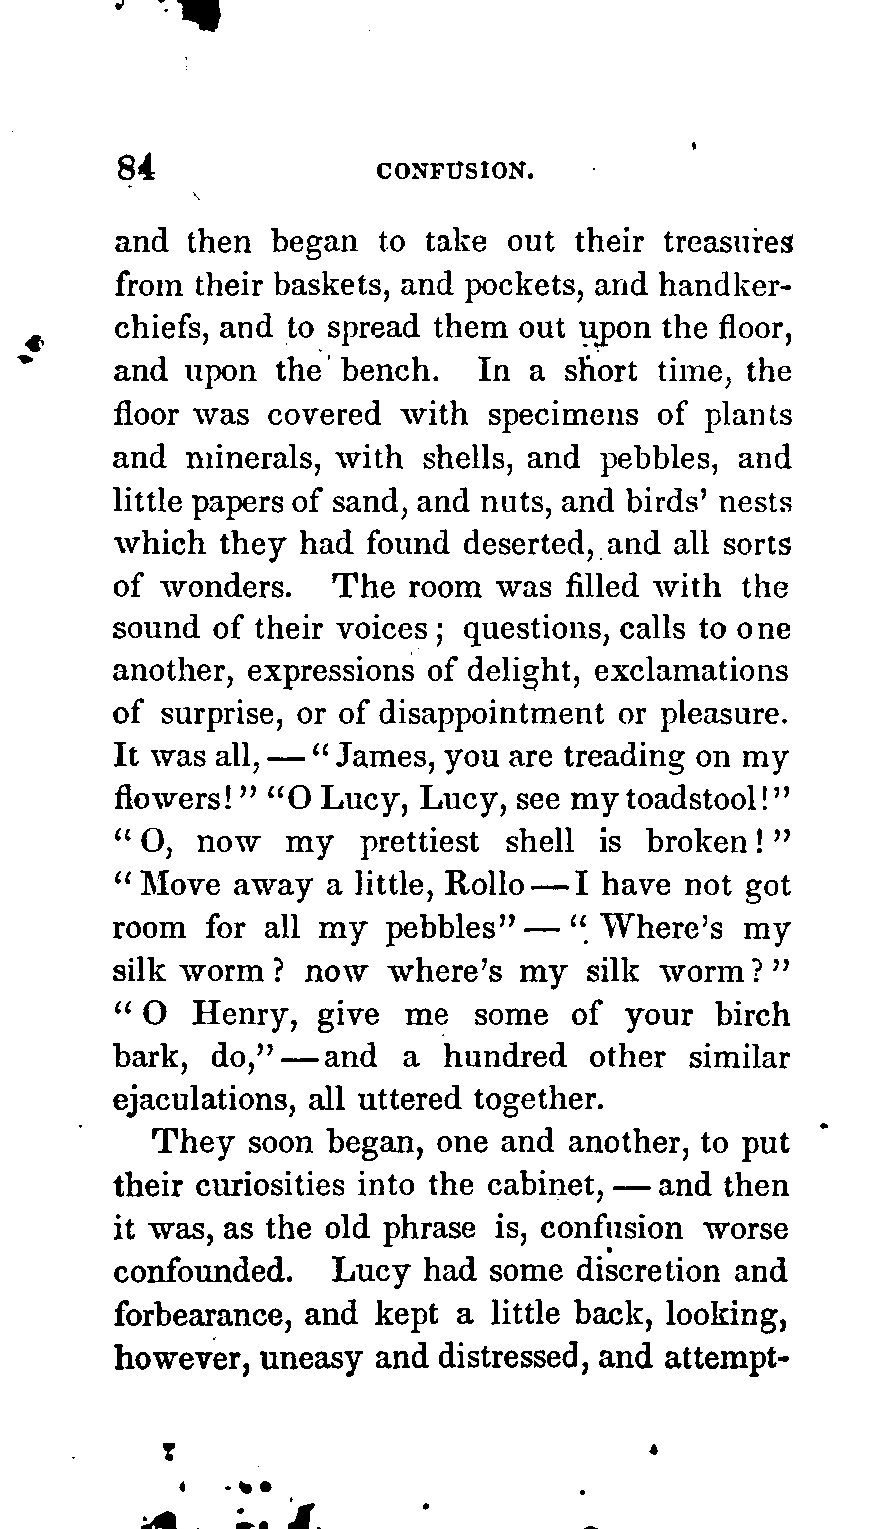 84 CONFUSION.
and then began to take out their treasures
from their baskets, and pockets, and handker-
chiefs, and to spread them out upon the floor,
and upon the bench. In a short time, the
floor was covered with specimens of plants
and minerals, with shells, and pebbles, and
little papers of sand, and nuts, and birds' nests
which they had found deserted, and all sorts
of wonders. The room was filled with the
sound of their voices; questions, calls to one
another, expressions of delight, exclamations
of surprise, or of disappointment or pleasure.
It was all,—“James, you are treading on my
flowers!” “O Lucy, Lucy, see my toadstool!”
“O, now my prettiest shell is broken!”
“Move away a little, Rollo—I have not got
room for all my pebbles”—“Where's my
silk worm? now where's my silk worm?”
“O Henry, give me some of your birch
bark, do,”—and a hundred other similar
ejaculations, all uttered together.
They soon began, one and another, to put
their curiosities into the cabinet,—and then
it was, as the old phrase is, confusion worse
confounded. Lucy had some discretion and
forbearance, and kept a little back, looking,
however, uneasy and distressed, and attempt-